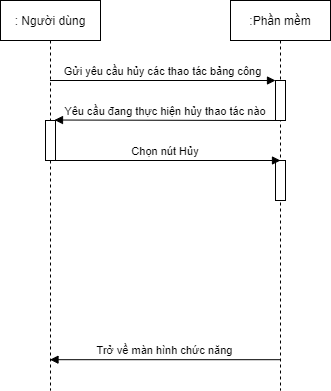 : Người dùng
:Phần mềm
Gửi yêu cầu hủy các thao tác bảng công
Yêu cầu đang thực hiện hủy thao tác nào
Chọn nút Hủy
Trở về màn hình chức năng